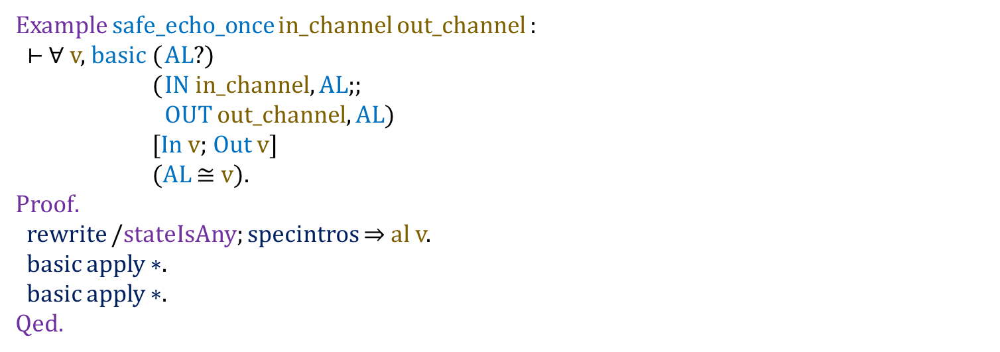 Example safe_echo_once in_channel out_channel :
⊢ ∀ v, basic (AL?)
(IN in_channel, AL;;
OUT out_channel, AL)
[In v; Out v]
(AL ≅ v).
Proof.
rewrite /stateIsAny; specintros ⇒ al v.
basic apply ∗.
basic apply ∗.
Qed.